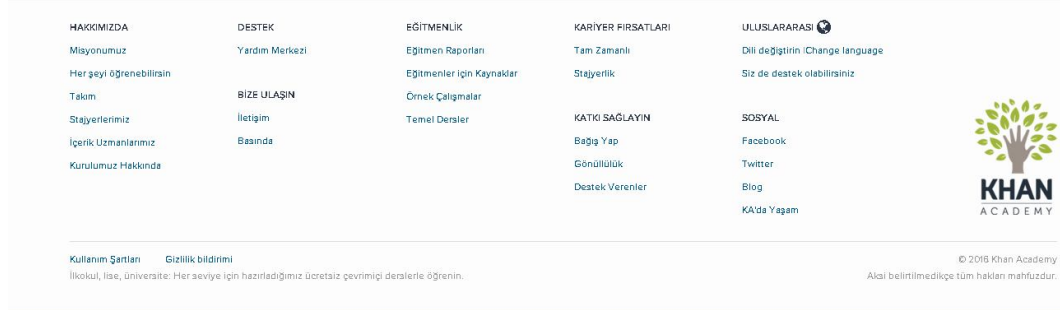 HAKKIMIZDA
Misyonumuz
Her şeyi öğrenebilirsin
Takım
Stajyerlerimiz
İçerik Uzmanlarımız
Kurulumuz Hakkında
DESTEK
Yardım Merkezi
BİZE ULAŞIN
İletişim
Basında
EĞİTMENLİK
Eğitmen Raporları
Eğitmenler için Kaynaklar
Örnek Çalışmalar
Temel Dersler
KARİYER FIRSATLARI
Tam Zamanlı
Stajyerlik
KATKI SAĞLAYIN
Bağış Yap
Gönüllülük
Destek Verenler
ULUSLARARASI
Dili değiştirin |Change language
Siz de destek olabilirsiniz
SOSYAL
Facebook
Twitter
Blog
KA'da Yaşam
KHAN
ACADEMY
Kullanım Şartları Gizlilik bildirimi
İlkokul, lise, üniversite: Her seviye için hazırladığımız ücretsiz çevrimiçi derslerle öğrenin.
© 2016 Khan Academy
Aksi belirtilmedikçe tüm hakları mahfuzdur.